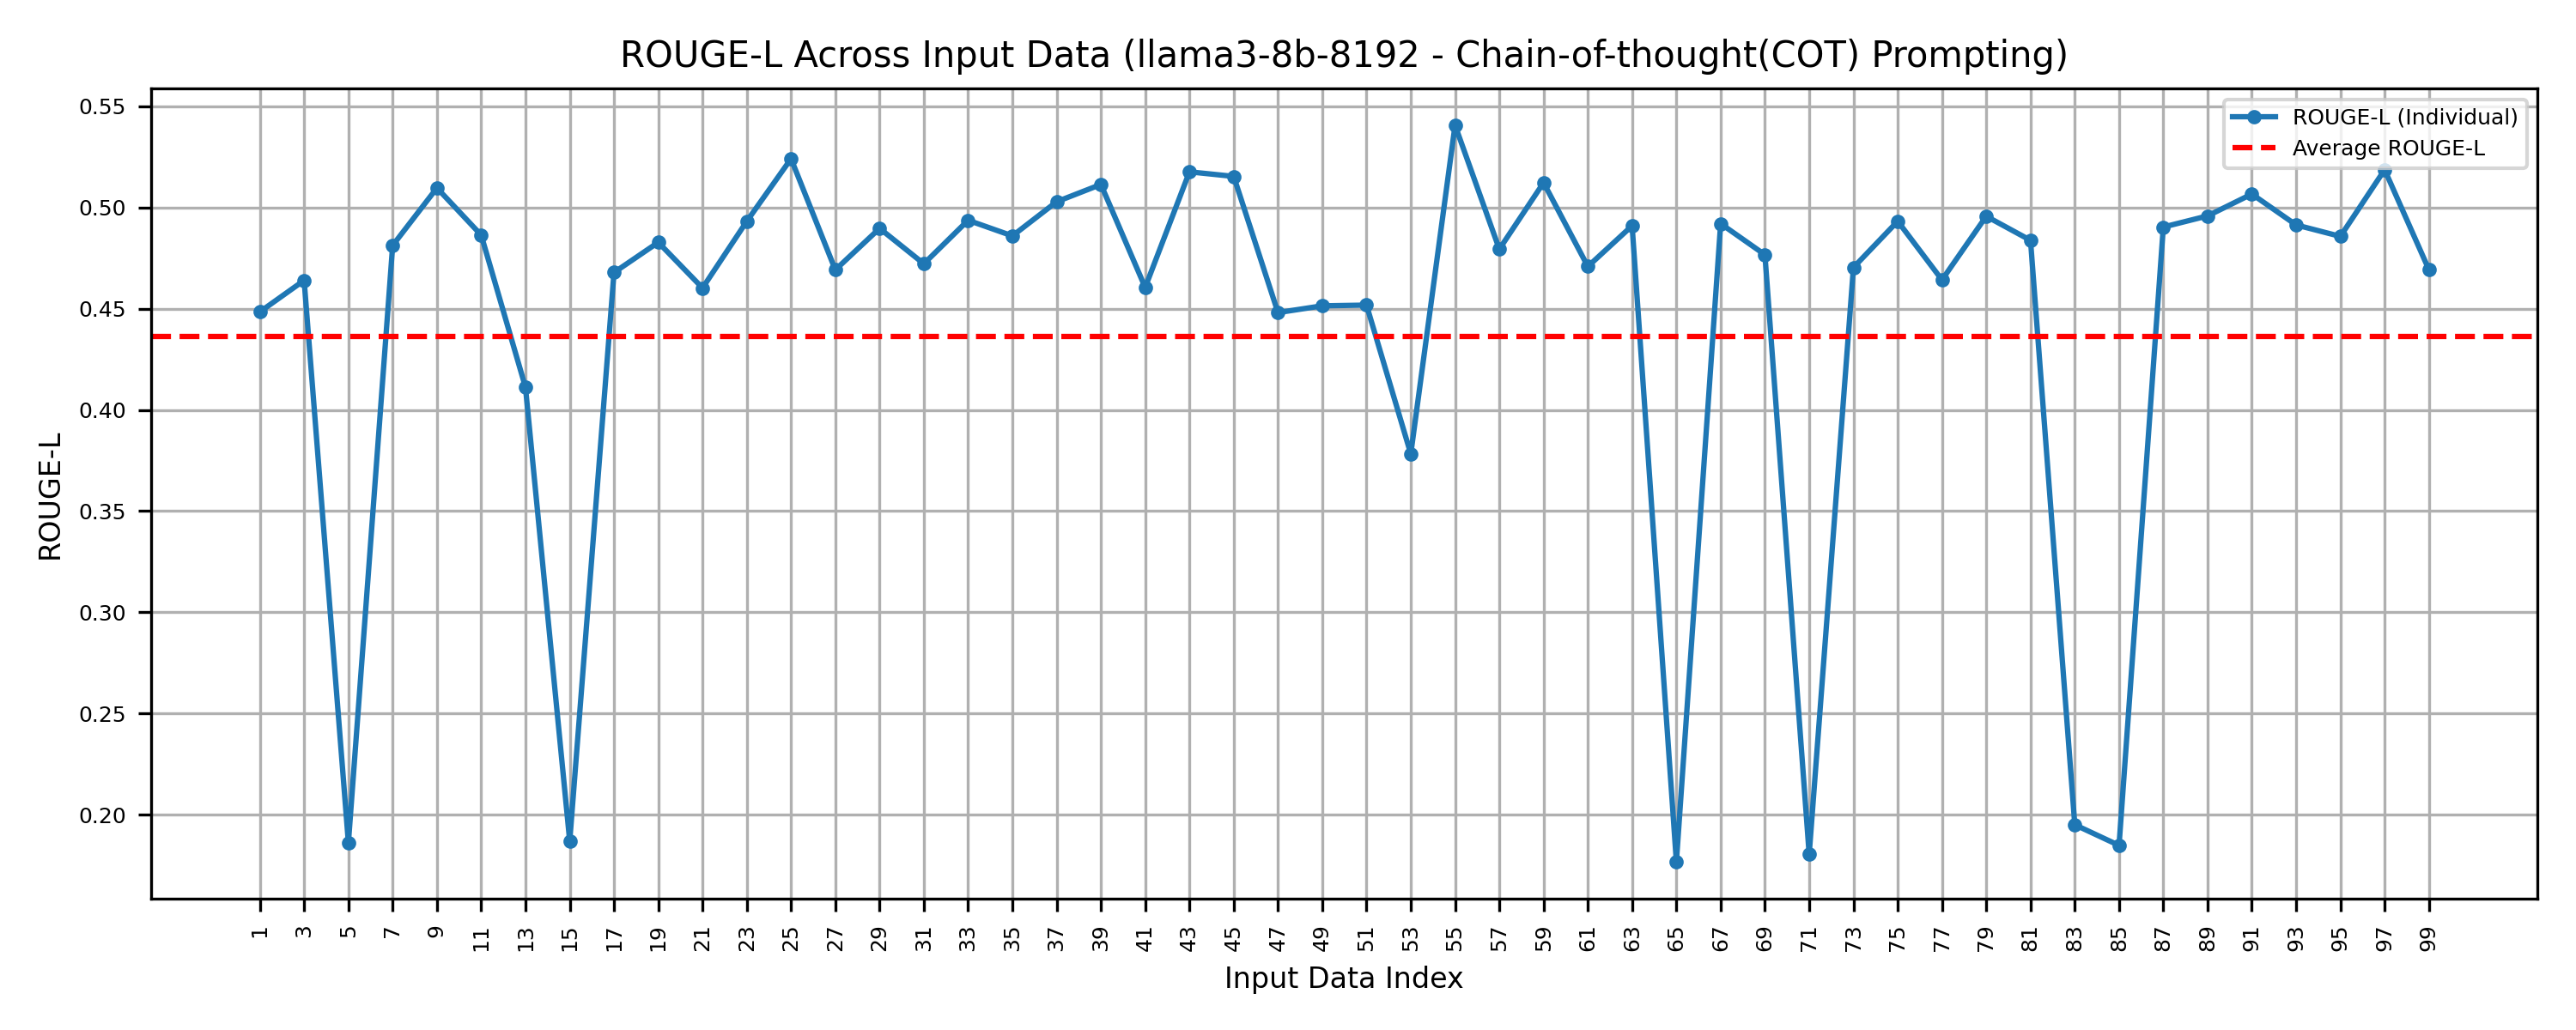 ROUGE-L Across Input Data (llama3-8b-8192 - Chain-of-thought(COT) Prompting)
ROUGE-L (Individual)
Average ROUGE-L
0.55
0.50
0.45
0.40
0.35
0.30
0.25
0.20
ROUGE-L
1 3 5 7 9 11 13 15 17 19 21 23 25 27 29 31 33 35 37 39 41 43 45 47 49 51 53 55 57 59 61 63 65 67 69 71 73 75 77 79 81 83 85 87 89 91 93 95 97 99
Input Data Index